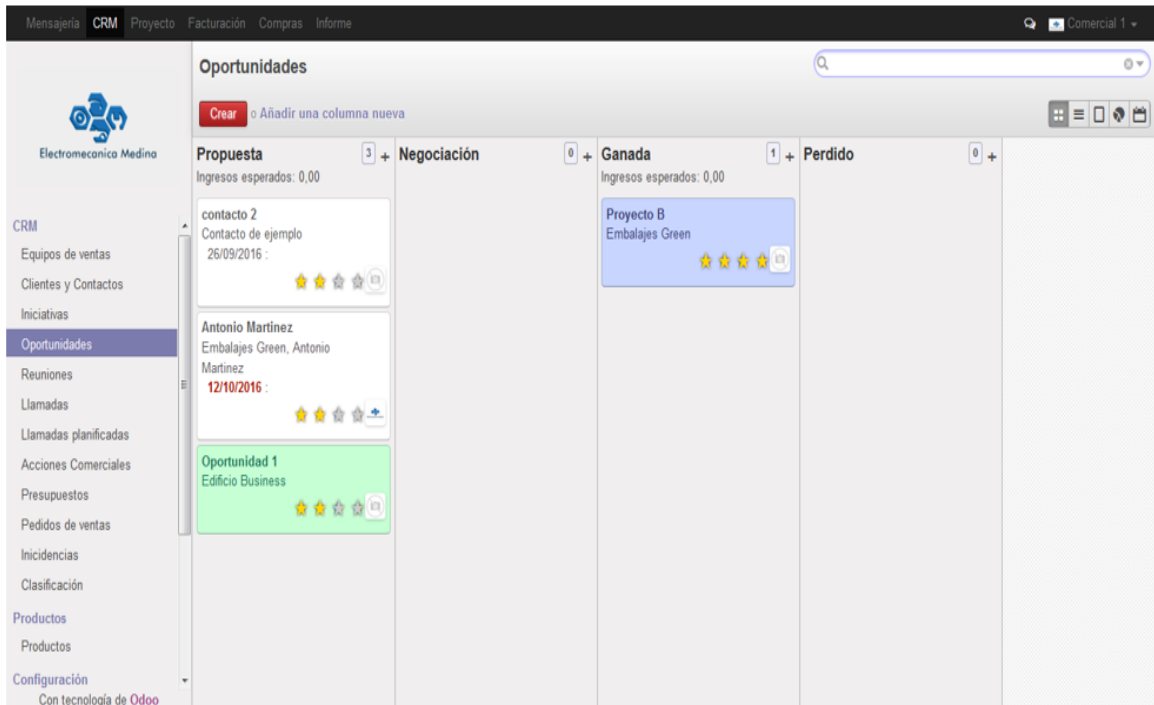 Mensajería CRM Proyecto Facturación Compras Informe Comercial 1
Electromecanica Medina
Oportunidades
Crear o Añadir una columna nueva
CRM
Equipos de ventas
Clientes y Contactos
Iniciativas
Oportunidades
Reuniones
Llamadas
Llamadas planificadas
Acciones Comerciales
Presupuestos
Pedidos de ventas
Inicidencias
Clasificación
Productos
Productos
Configuración
Con tecnología de Odoo
Propuesta 3 +
Ingresos esperados: 0,00
contacto 2
Contacto de ejemplo
26/09/2016 :
Antonio Martinez
Embalajes Green, Antonio
Martinez
12/10/2016 :
Oportunidad 1
Edificio Business
Negociación 0 +
Ganada 1 +
Ingresos esperados: 0,00
Proyecto B
Embalajes Green
Perdido 0 +